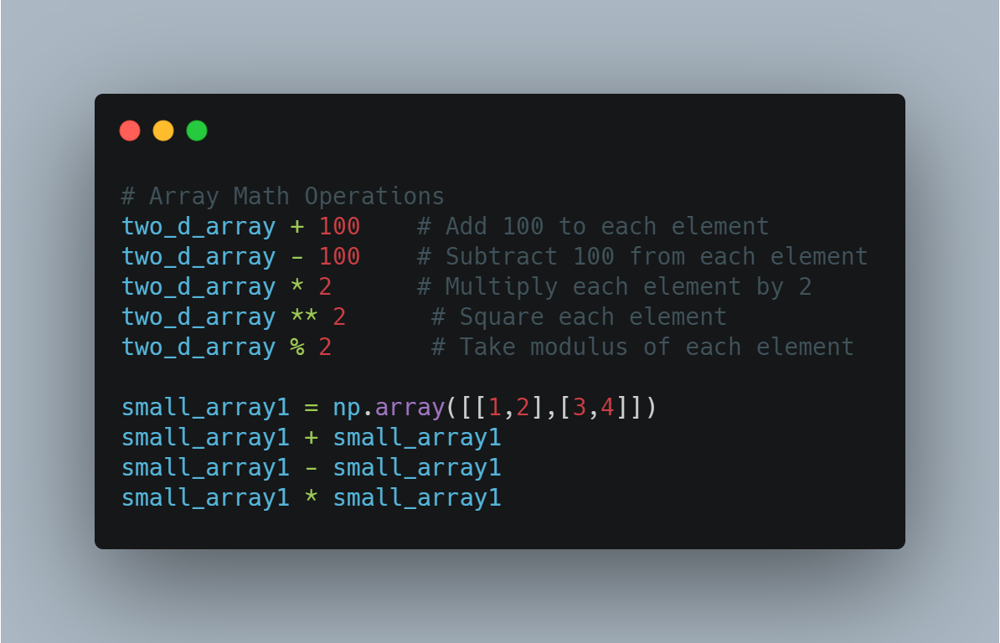 # Array Math Operations
two_d_array + 100    # Add 100 to each element
two_d_array - 100    # Subtract 100 from each element
two_d_array * 2      # Multiply each element by 2
two_d_array ** 2      # Square each element
two_d_array % 2       # Take modulus of each element

small_array1 = np.array([[1,2],[3,4]])
small_array1 + small_array1
small_array1 - small_array1
small_array1 * small_array1